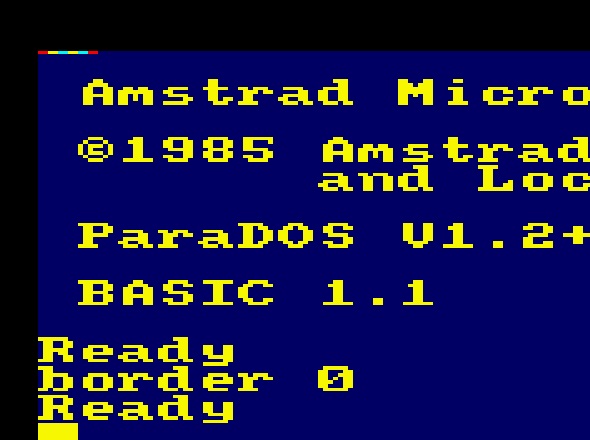 Amstrad Micro
©1985 Amstrad
and Loc
ParaDOS V1.2+
BASIC 1.1
Ready
border 0
Ready